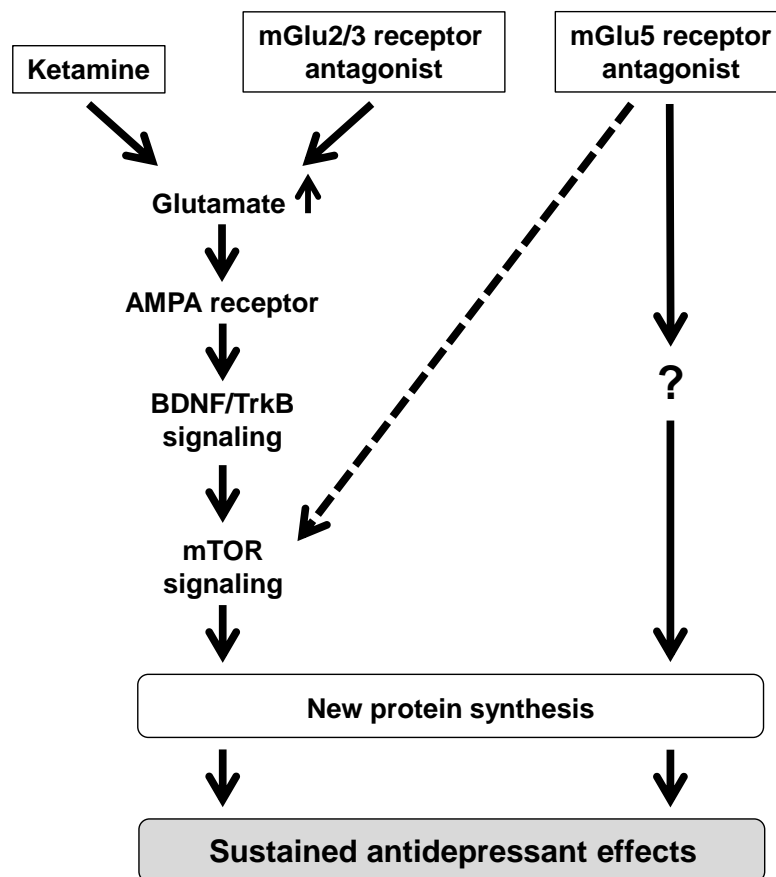 Ketamine
mGlu2/3 receptor
antagonist
mGlu5 receptor
antagonist
Glutamate
AMPA receptor
BDNF/TrkB
signaling
?
mTOR
signaling
New protein synthesis
Sustained antidepressant effects